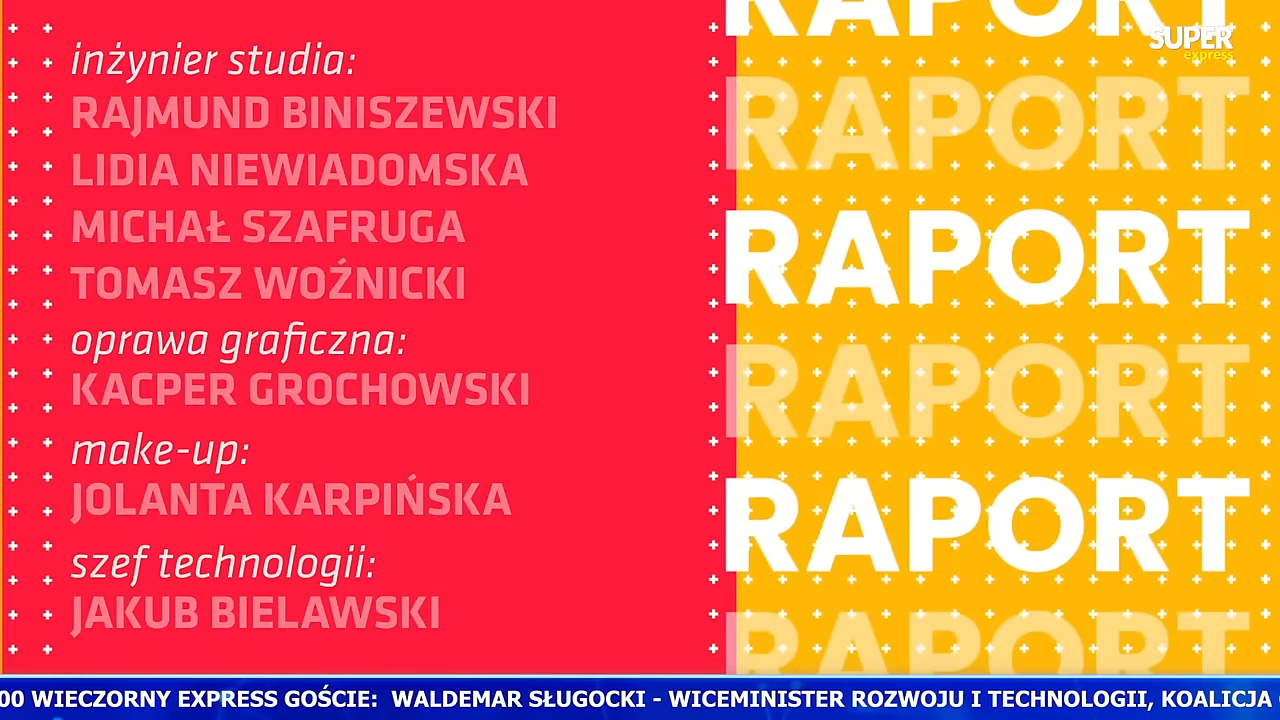 inżynier studia:
RAJMUND BINISZEWSKI
LIDIA NIEWIADOMSKA
MICHAŁ SZAFRUGA
TOMASZ WOŹNICKI
oprawa graficzna:
KACPER GROCHOWSKI
make-up:
JOLANTA KARPIŃSKA
szef technologii:
JAKUB BIELAWSKI
RAPORT
SUPER
express
RAPORT
RAPORT
RAPORT
RAPORT
RAPORT
00 WIECZORNY EXPRESS GOŚCIE: WALDEMAR SŁUGOCKI - WICEMINISTER ROZWOJU I TECHNOLOGII, KOALICJA